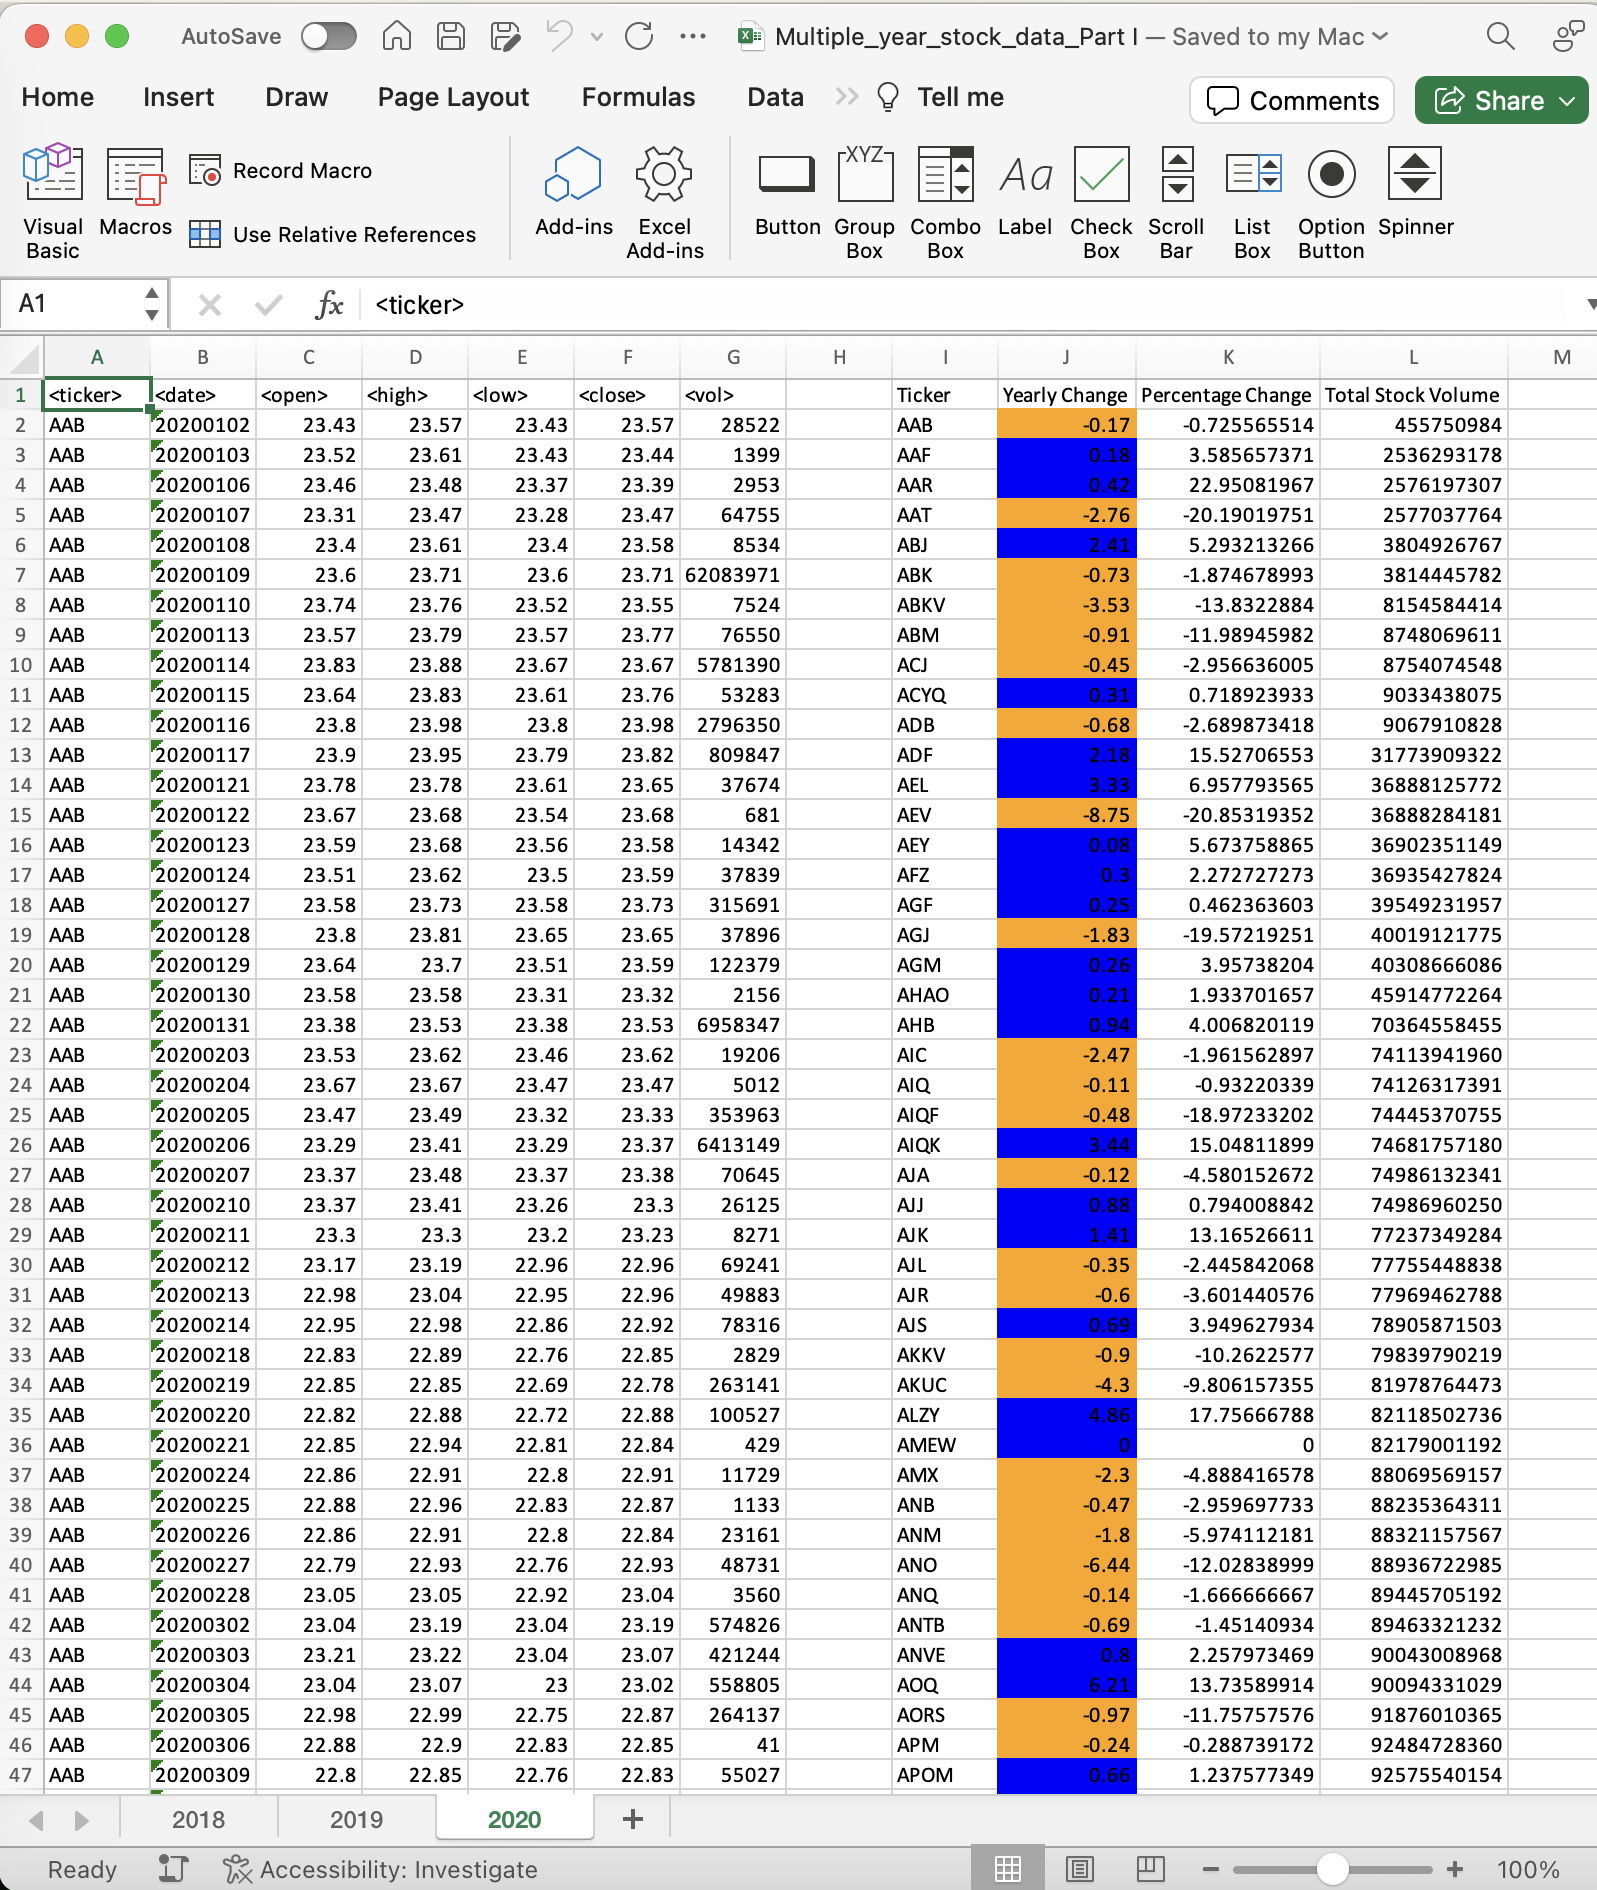 AutoSave Multiple_year_stock_data_Part I — Saved to my Mac
Home Insert Draw Page Layout Formulas Data Tell me Comments Share
Record Macro
Visual Basic Macros Use Relative References Add-ins Excel Add-ins Button Group Box Combo Box Label Check Box Scroll Bar List Box Option Button Spinner
XYZ Aa
A1 fx <ticker>
A B C D E F G H I J K L M
1 <ticker> <date> <open> <high> <low> <close> <vol> Ticker Yearly Change Percentage Change Total Stock Volume
2 AAB 20200102 23.43 23.57 23.43 23.57 28522 AAB -0.17 -0.725565514 455750984
3 AAB 20200103 23.52 23.61 23.43 23.44 1399 AAF 0.18 3.585657371 2536293178
4 AAB 20200106 23.46 23.48 23.37 23.39 2953 AAR 0.42 22.95081967 2576197307
5 AAB 20200107 23.31 23.47 23.28 23.47 64755 AAT -2.76 -20.19019751 2577037764
6 AAB 20200108 23.4 23.61 23.4 23.58 8534 ABJ 2.41 5.293213266 3804926767
7 AAB 20200109 23.6 23.71 23.6 23.71 62083971 ABK -0.73 -1.874678993 3814445782
8 AAB 20200110 23.74 23.76 23.52 23.55 7524 ABKV -3.53 -13.8322884 8154584414
9 AAB 20200113 23.57 23.79 23.57 23.77 76550 ABM -0.91 -11.98945982 8748069611
10 AAB 20200114 23.83 23.88 23.67 23.67 5781390 ACJ -0.45 -2.956636005 8754074548
11 AAB 20200115 23.64 23.83 23.61 23.76 53283 ACYQ 0.31 0.718923933 9033438075
12 AAB 20200116 23.8 23.98 23.8 23.98 2796350 ADB -0.68 -2.689873418 9067910828
13 AAB 20200117 23.9 23.95 23.79 23.82 809847 ADF 2.18 15.52706553 31773909322
14 AAB 20200121 23.78 23.78 23.61 23.65 37674 AEL 3.33 6.957793565 36888125772
15 AAB 20200122 23.67 23.68 23.54 23.68 681 AEV -8.75 -20.85319352 36888284181
16 AAB 20200123 23.59 23.68 23.56 23.58 14342 AEY 0.08 5.673758865 36902351149
17 AAB 20200124 23.51 23.62 23.5 23.59 37839 AFZ 0.3 2.272727273 36935427824
18 AAB 20200127 23.58 23.73 23.58 23.73 315691 AGF 0.25 0.462363603 39549231957
19 AAB 20200128 23.8 23.81 23.65 23.65 37896 AGJ -1.83 -19.57219251 40019121775
20 AAB 20200129 23.64 23.7 23.51 23.59 122379 AGM 0.26 3.95738204 40308666086
21 AAB 20200130 23.58 23.58 23.31 23.32 2156 AHAO 0.21 1.933701657 45914772264
22 AAB 20200131 23.38 23.53 23.38 23.53 6958347 AHB 0.94 4.006820119 70364558455
23 AAB 20200203 23.53 23.62 23.46 23.62 19206 AIC -2.47 -1.961562897 74113941960
24 AAB 20200204 23.67 23.67 23.47 23.47 5012 AIQ -0.11 -0.93220339 74126317391
25 AAB 20200205 23.47 23.49 23.32 23.33 353963 AIQF -0.48 -18.97233202 74445370755
26 AAB 20200206 23.29 23.41 23.29 23.37 6413149 AIQK 3.44 15.04811899 74681757180
27 AAB 20200207 23.37 23.48 23.37 23.38 70645 AJA -0.12 -4.580152672 74986132341
28 AAB 20200210 23.37 23.41 23.26 23.3 26125 AJJ 0.88 0.794008842 74986960250
29 AAB 20200211 23.3 23.3 23.2 23.23 8271 AJK 1.41 13.16526611 77237349284
30 AAB 20200212 23.17 23.19 22.96 22.96 69241 AJL -0.35 -2.445842068 77755448838
31 AAB 20200213 22.98 23.04 22.95 22.96 49883 AJR -0.6 -3.601440576 77969462788
32 AAB 20200214 22.95 22.98 22.86 22.92 78316 AJS 0.69 3.949627934 78905871503
33 AAB 20200218 22.83 22.89 22.76 22.85 2829 AKKV -0.9 -10.2622577 79839790219
34 AAB 20200219 22.85 22.85 22.69 22.78 263141 AKUC -4.3 -9.806157355 81978764473
35 AAB 20200220 22.82 22.88 22.72 22.88 100527 ALZY 4.86 17.75666788 82118502736
36 AAB 20200221 22.85 22.94 22.81 22.84 429 AMEW 0 0 82179001192
37 AAB 20200224 22.86 22.91 22.8 22.91 11729 AMX -2.3 -4.888416578 88069569157
38 AAB 20200225 22.88 22.96 22.83 22.87 1133 ANB -0.47 -2.959697733 88235364311
39 AAB 20200226 22.86 22.91 22.8 22.84 23161 ANM -1.8 -5.974112181 88321157567
40 AAB 20200227 22.79 22.93 22.76 22.93 48731 ANO -6.44 -12.02838999 88936722985
41 AAB 20200228 23.05 23.05 22.92 23.04 3560 ANQ -0.14 -1.666666667 89445705192
42 AAB 20200302 23.04 23.19 23.04 23.19 574826 ANTB -0.69 -1.45140934 89463321232
43 AAB 20200303 23.21 23.22 23.04 23.07 421244 ANVE 0.8 2.257973469 90043008968
44 AAB 20200304 23.04 23.07 23 23.02 558805 AOQ 6.21 13.73589914 90094331029
45 AAB 20200305 22.98 22.99 22.75 22.87 264137 AORS -0.97 -11.75757576 91876010365
46 AAB 20200306 22.88 22.9 22.83 22.85 41 APM -0.24 -0.288739172 92484728360
47 AAB 20200309 22.8 22.85 22.76 22.83 55027 APOM 0.66 1.237577349 92575540154
2018 2019 2020
Ready Accessibility: Investigate 100%